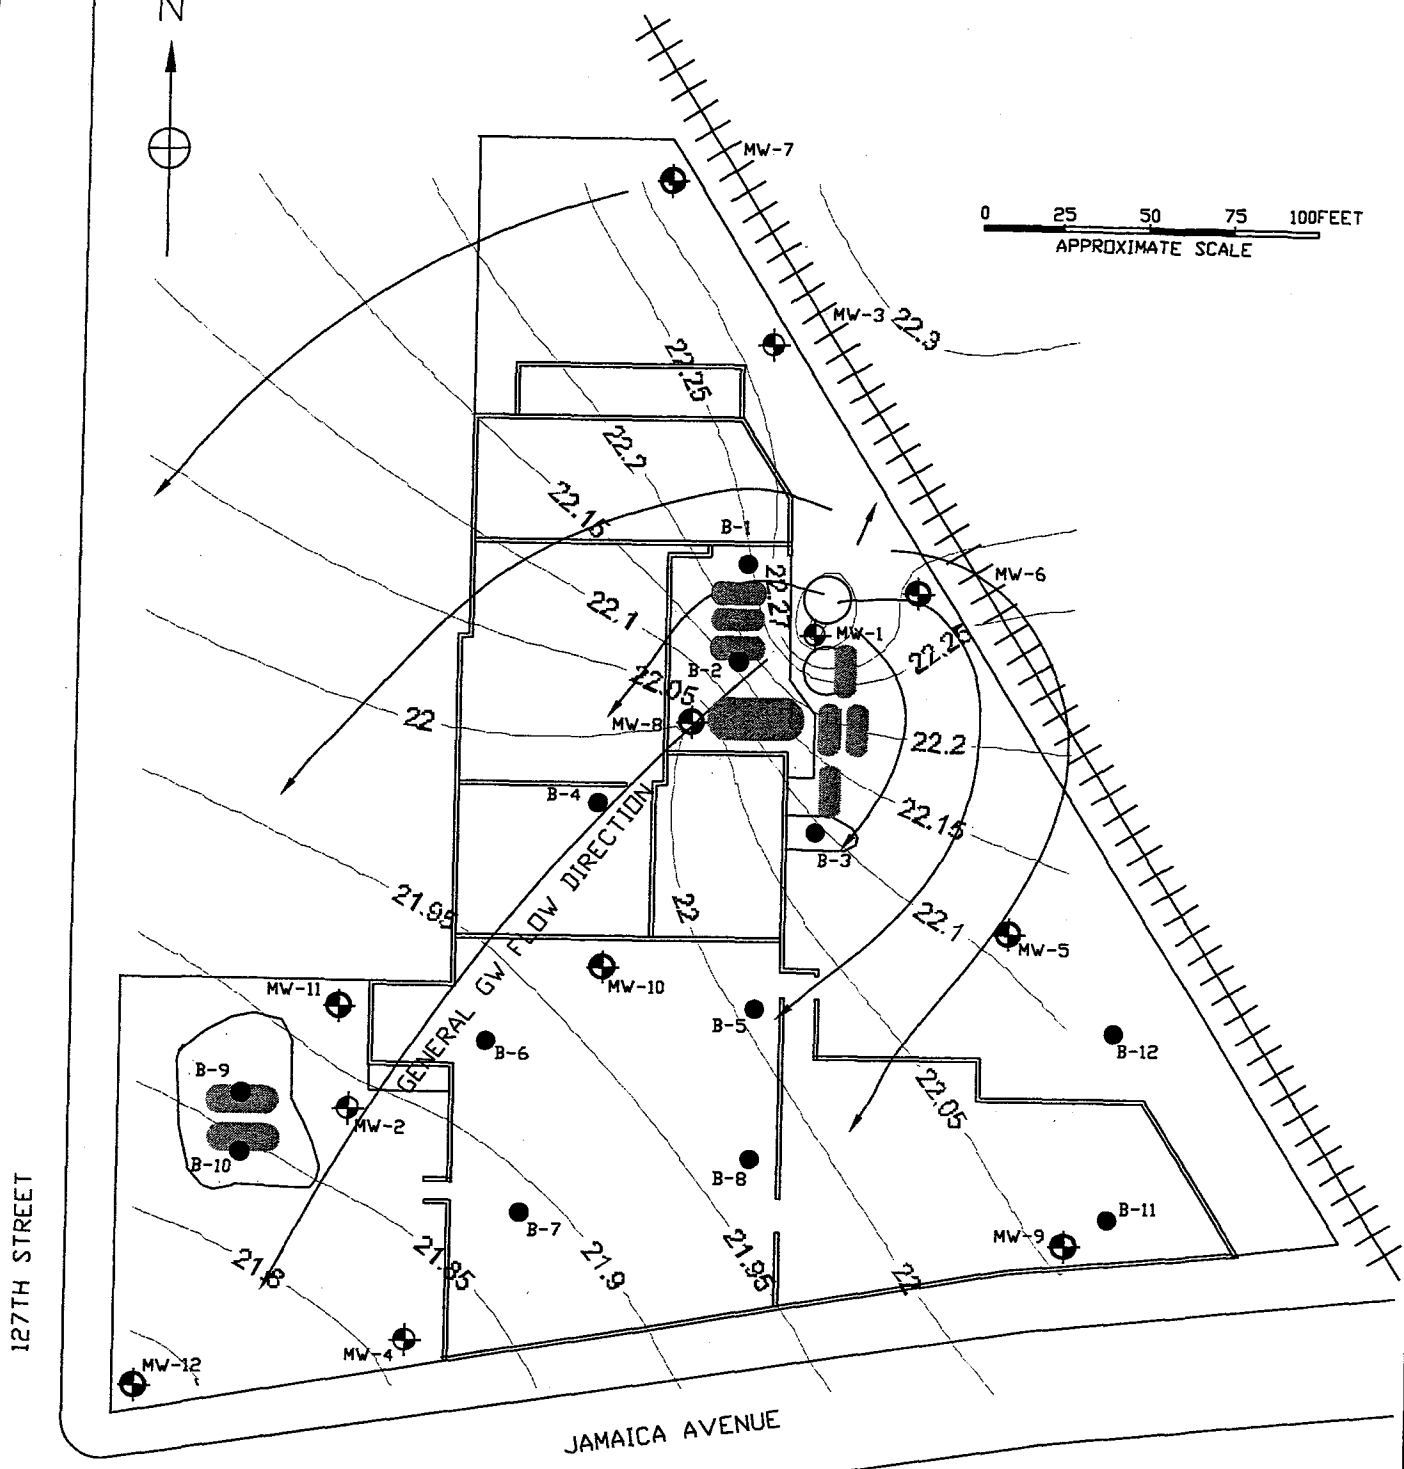 N
MW-7
0 25 50 75 100FEET
APPROXIMATE SCALE
MW-3
22.3
22.25
22.2
22.15
B-1
MW-6
22.1
MW-1
22.25
B-2
22.05
MW-8
22
22.2
B-4
22.15
B-3
GENERAL GW FLOW DIRECTION
21.95
22
22.1
MW-5
MW-10
MW-11
B-5
B-6
B-12
B-9
22.05
MW-2
B-10
B-8
B-7
B-11
MW-9
21.8
21.85
21.9
21.95
22
127TH STREET
MW-4
MW-12
JAMAICA AVENUE